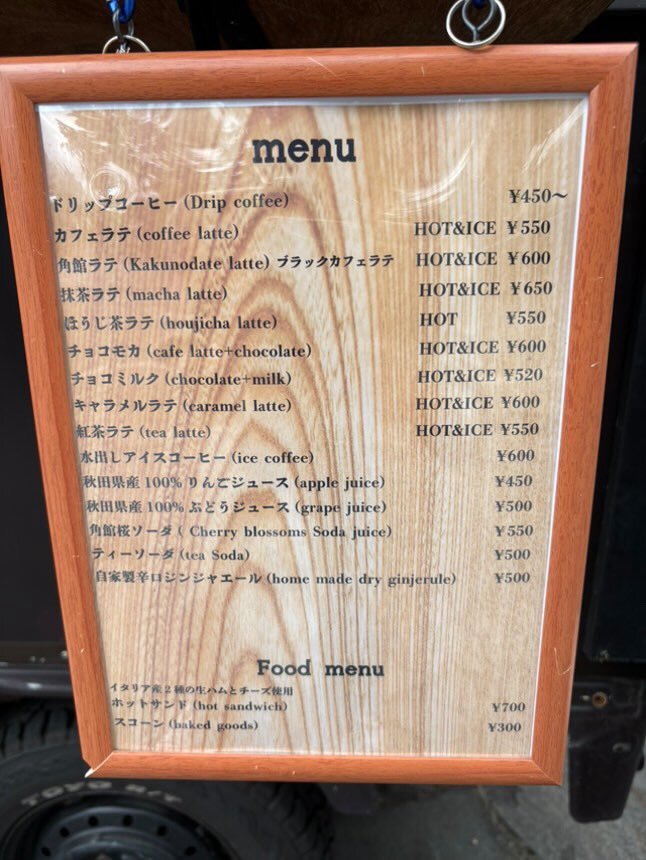 menu
ドリップコーヒー (Drip coffee) ¥450〜
カフェラテ (coffee latte) HOT&ICE ¥550
角館ラテ (Kakunodate latte) ブラックカフェラテ HOT&ICE ¥600
抹茶ラテ (macha latte) HOT&ICE ¥650
ほうじ茶ラテ (houjicha latte) HOT ¥550
チョコモカ (cafe latte+chocolate) HOT&ICE ¥600
チョコミルク (chocolate+milk) HOT&ICE ¥520
キャラメルラテ (caramel latte) HOT&ICE ¥600
紅茶ラテ (tea latte) HOT&ICE ¥550
水出しアイスコーヒー (ice coffee) ¥600
秋田県産 100% りんごジュース (apple juice) ¥450
秋田県産 100% ぶどうジュース (grape juice) ¥500
角館桜ソーダ ( Cherry blossoms Soda juice) ¥550
ティーソーダ (tea Soda) ¥500
自家製辛口ジンジャエール (home made dry ginjerule) ¥500
Food menu
イタリア産2種の生ハムとチーズ使用
ホットサンド (hot sandwich) ¥700
スコーン (baked goods) ¥300
TOYO R/T